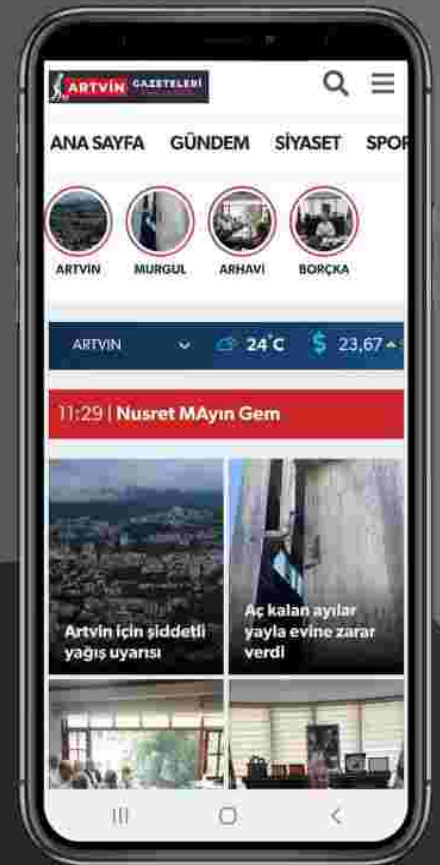 ARTVİN GAZETELERİ
ANA SAYFA GÜNDEM SİYASET SPOR
ARTVİN MURGUL ARHAVİ BORÇKA
ARTVIN 24°C $ 23,67
11:29 | Nusret MAyın Gem
Artvin için şiddetli
yağış uyarısı
Aç kalan ayılar
yayla evine zarar
verdi